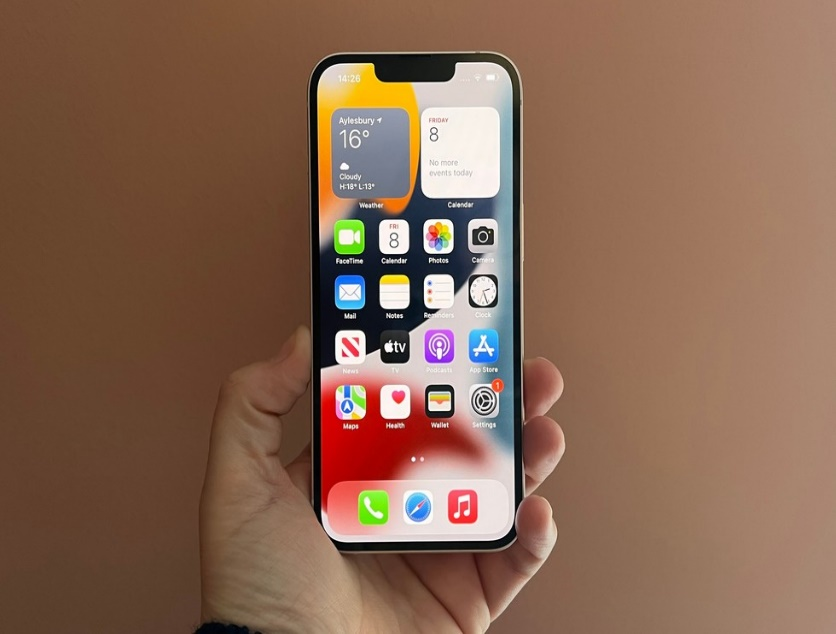 14:26
Aylesbury
16°
Cloudy
H:18° L:13°
Weather
FRIDAY
8
No more
events today
Calendar
FRI
8
FaceTime
Calendar
Photos
Camera
Mail
Notes
Reminders
Clock
tv
News
TV
Podcasts
App Store
1
Maps
Health
Wallet
Settings